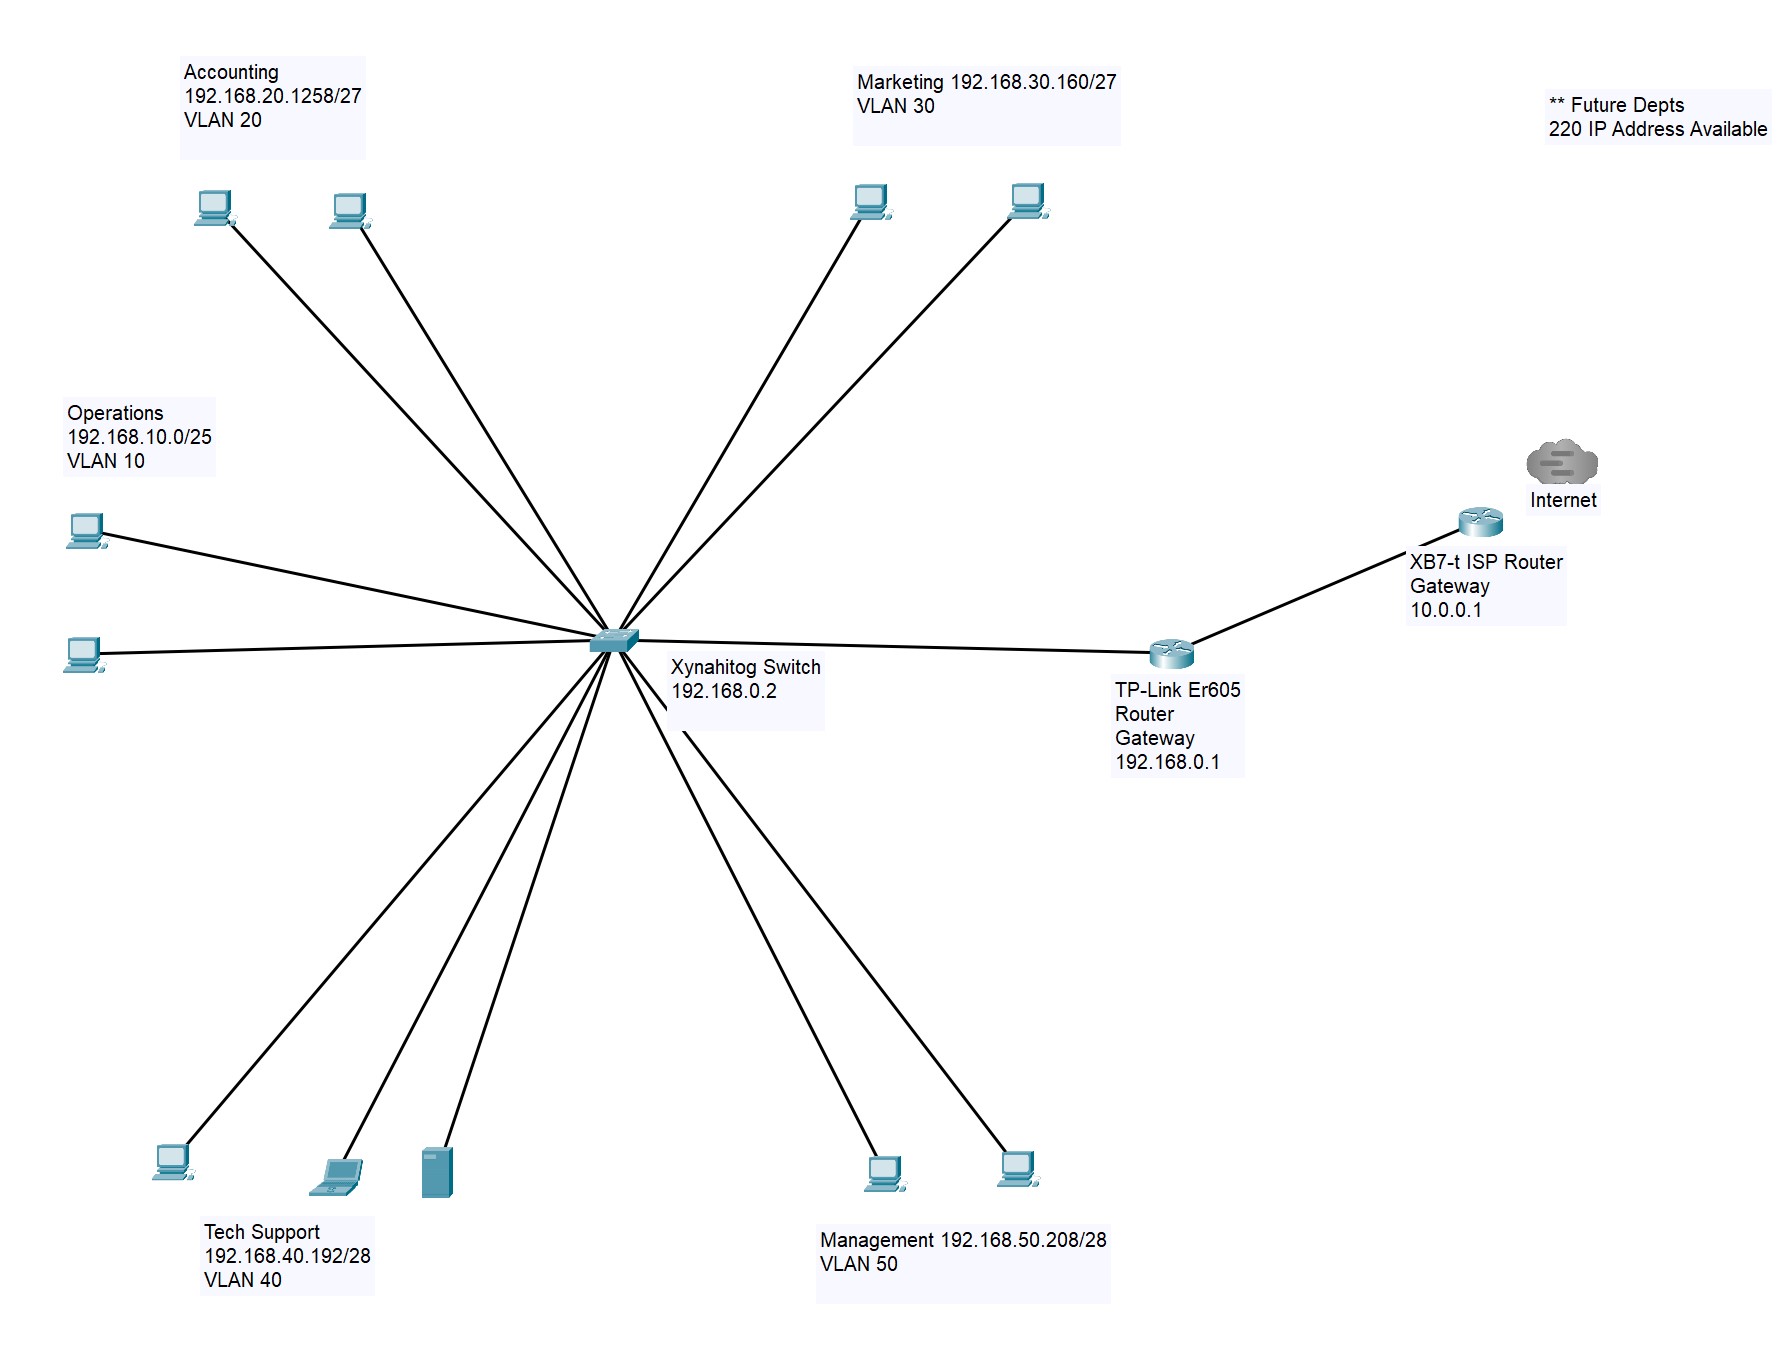 Accounting
192.168.20.1258/27
VLAN 20
Marketing 192.168.30.160/27
VLAN 30
** Future Depts
220 IP Address Available
Operations
192.168.10.0/25
VLAN 10
Internet
XB7-t ISP Router
Gateway
10.0.0.1
Xynahitog Switch
192.168.0.2
TP-Link Er605
Router
Gateway
192.168.0.1
Tech Support
192.168.40.192/28
VLAN 40
Management 192.168.50.208/28
VLAN 50